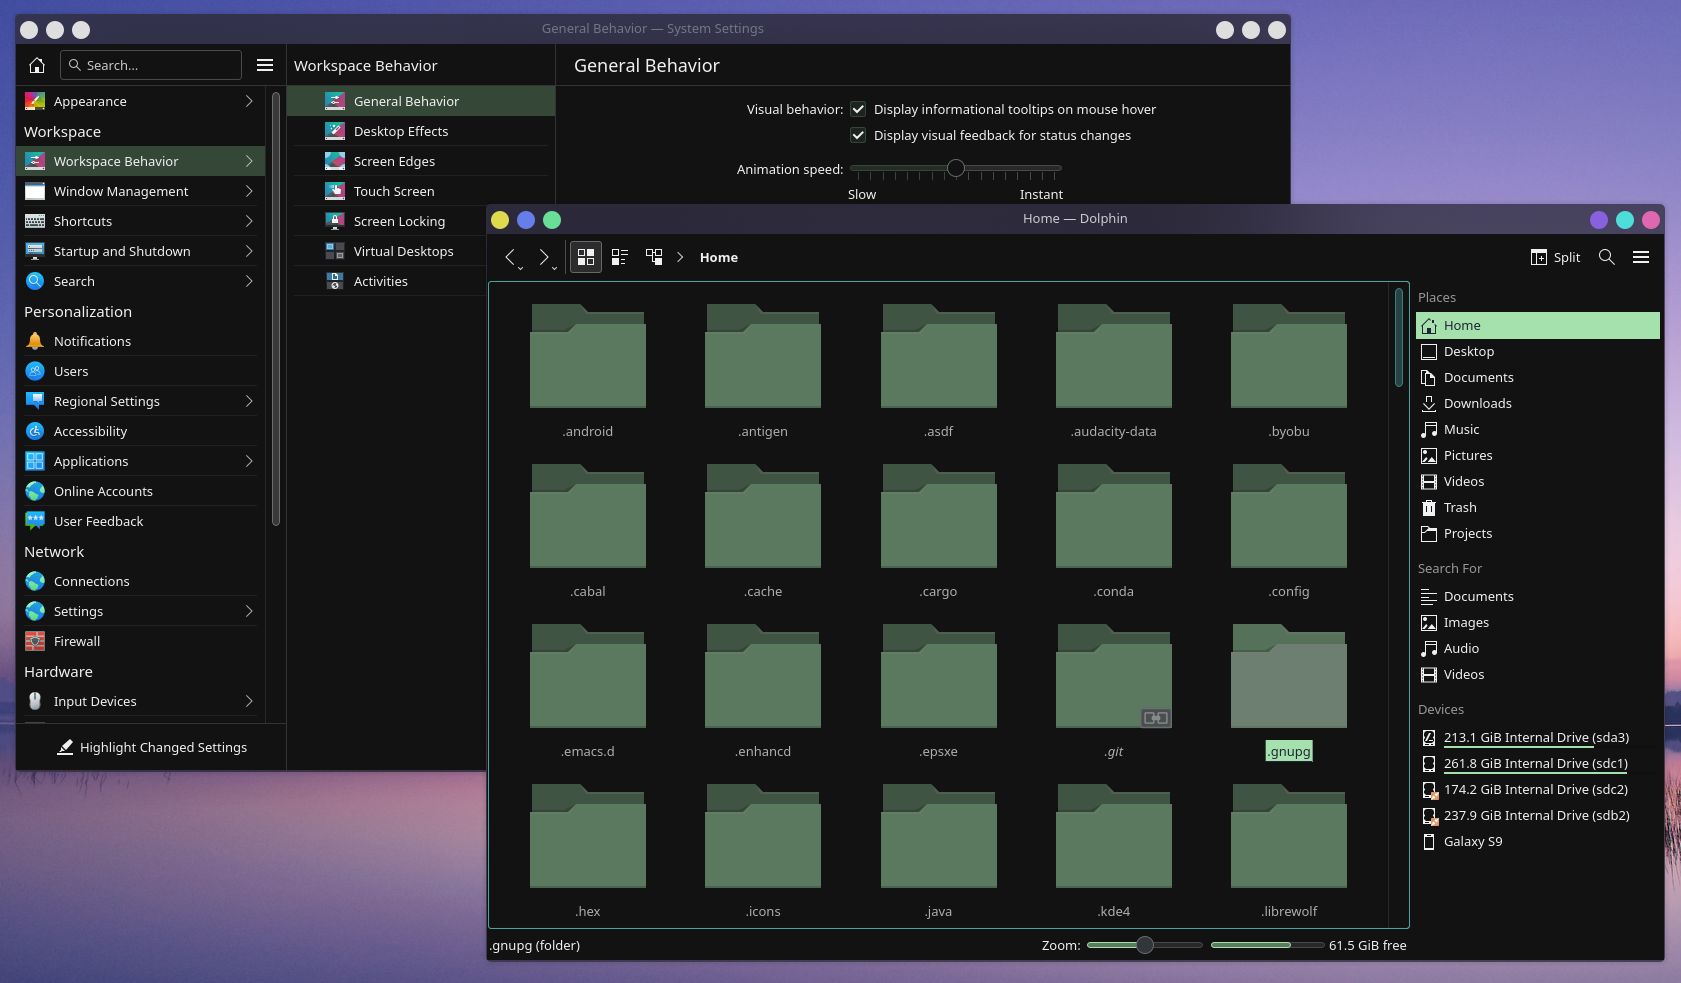 General Behavior — System Settings
Search...
Appearance
Workspace
Workspace Behavior
Window Management
Shortcuts
Startup and Shutdown
Search
Personalization
Notifications
Users
Regional Settings
Accessibility
Applications
Online Accounts
User Feedback
Network
Connections
Settings
Firewall
Hardware
Input Devices
Highlight Changed Settings
Workspace Behavior
General Behavior
Desktop Effects
Screen Edges
Touch Screen
Screen Locking
Virtual Desktops
Activities
General Behavior
Visual behavior: Display informational tooltips on mouse hover
Display visual feedback for status changes
Animation speed:
Slow Instant
Home — Dolphin
Home Split
.android .antigen .asdf .audacity-data .byobu
.cabal .cache .cargo .conda .config
.emacs.d .enhancd .epsxe .git .gnupg
.hex .icons .java .kde4 .librewolf
Places
Home
Desktop
Documents
Downloads
Music
Pictures
Videos
Trash
Projects
Search For
Documents
Images
Audio
Videos
Devices
213.1 GiB Internal Drive (sda3)
261.8 GiB Internal Drive (sdc1)
174.2 GiB Internal Drive (sdc2)
237.9 GiB Internal Drive (sdb2)
Galaxy S9
.gnupg (folder) Zoom: 61.5 GiB free